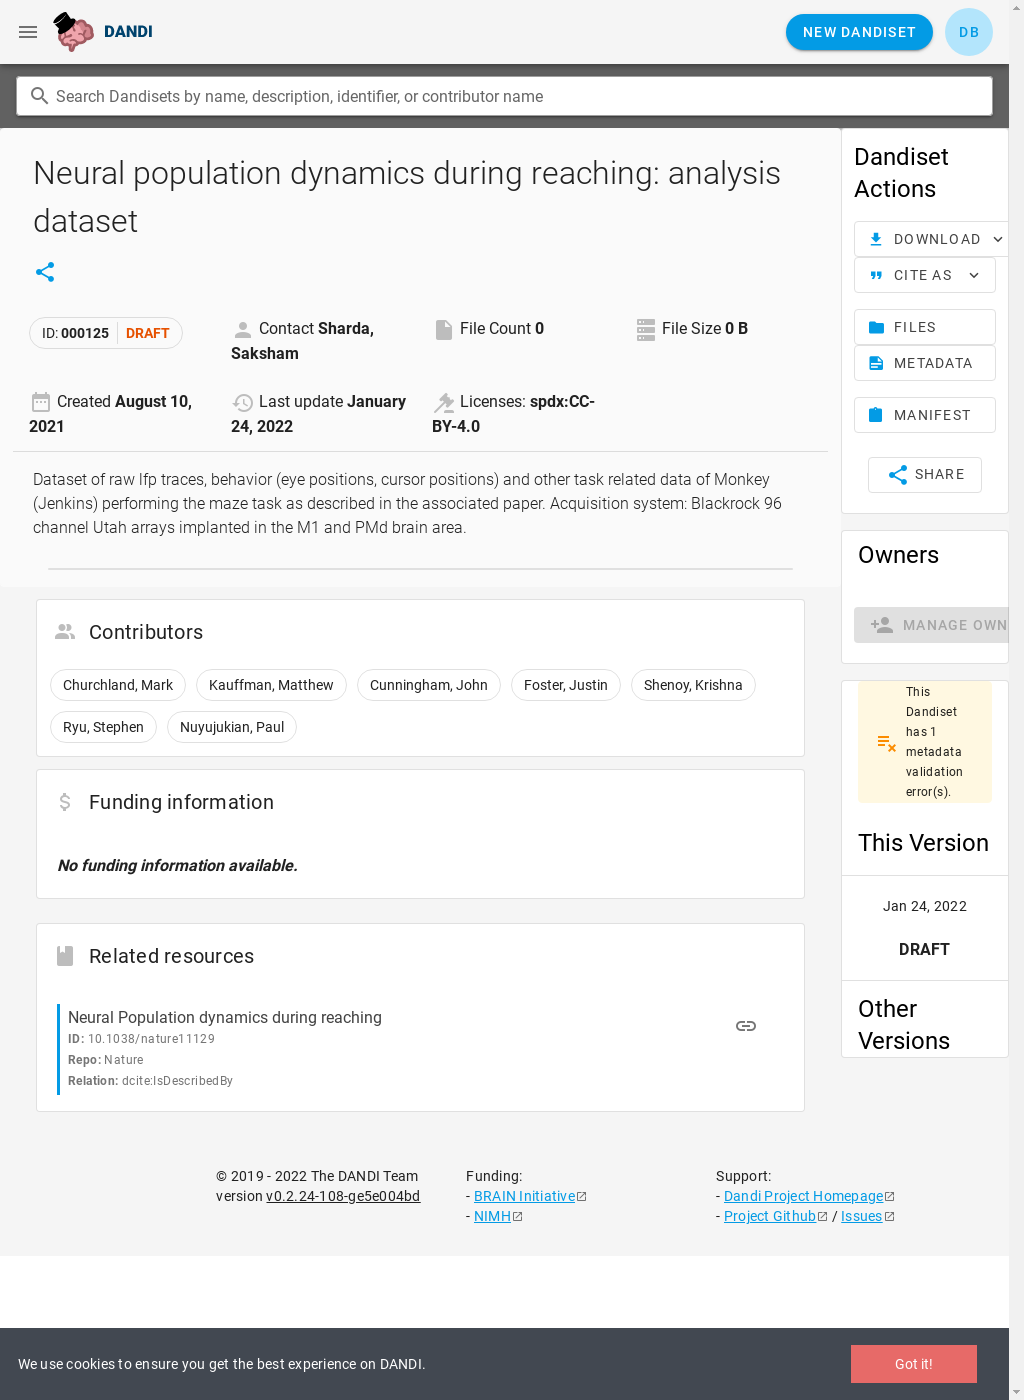 DANDI
NEW DANDISET
DB
Search Dandisets by name, description, identifier, or contributor name
Neural population dynamics during reaching: analysis
dataset
ID: 000125 DRAFT
Contact Sharda,
Saksham
File Count 0
File Size 0 B
Created August 10,
2021
Last update January
24, 2022
Licenses: spdx:CC-
BY-4.0
Dataset of raw lfp traces, behavior (eye positions, cursor positions) and other task related data of Monkey
(Jenkins) performing the maze task as described in the associated paper. Acquisition system: Blackrock 96
channel Utah arrays implanted in the M1 and PMd brain area.
Contributors
Churchland, Mark
Kauffman, Matthew
Cunningham, John
Foster, Justin
Shenoy, Krishna
Ryu, Stephen
Nuyujukian, Paul
Funding information
No funding information available.
Related resources
Neural Population dynamics during reaching
ID: 10.1038/nature11129
Repo: Nature
Relation: dcite:IsDescribedBy
Dandiset
Actions
DOWNLOAD
CITE AS
FILES
METADATA
MANIFEST
SHARE
Owners
MANAGE OWN
This
Dandiset
has 1
metadata
validation
error(s).
This Version
Jan 24, 2022
DRAFT
Other
Versions
© 2019 - 2022 The DANDI Team
version v0.2.24-108-ge5e004bd
Funding:
- BRAIN Initiative
- NIMH
Support:
- Dandi Project Homepage
- Project Github / Issues
We use cookies to ensure you get the best experience on DANDI.
Got it!